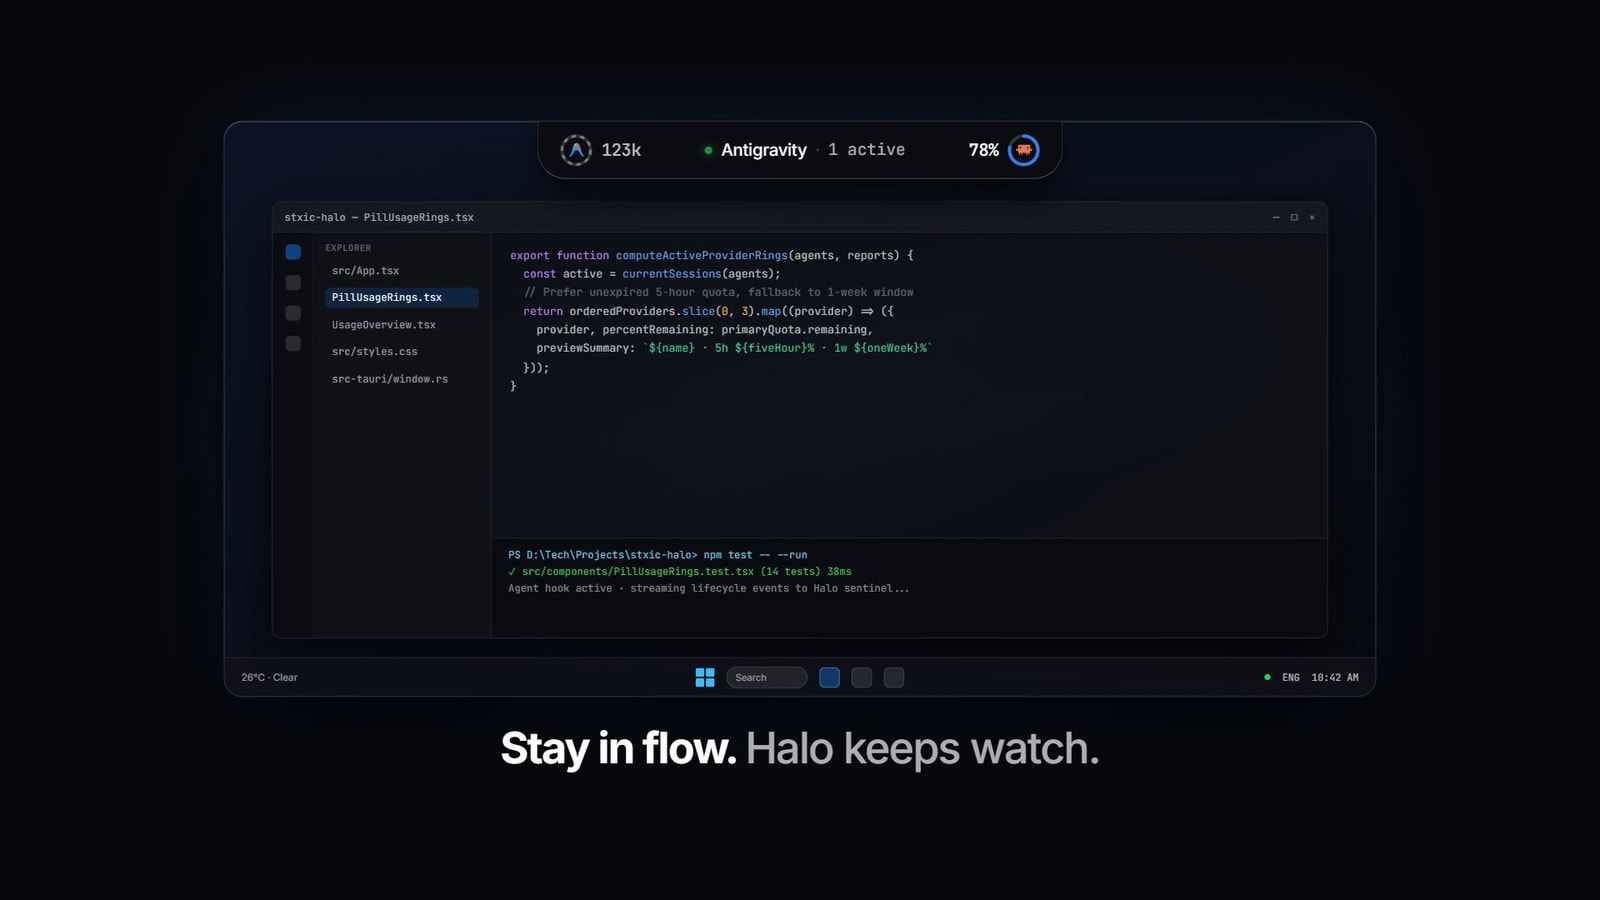 123k
Antigravity · 1 active
78%
stxic-halo — PillUsageRings.tsx
EXPLORER
src/App.tsx
PillUsageRings.tsx
UsageOverview.tsx
src/styles.css
src-tauri/window.rs
export function computeActiveProviderRings(agents, reports) {
const active = currentSessions(agents);
// Prefer unexpired 5-hour quota, fallback to 1-week window
return orderedProviders.slice(0, 3).map((provider) => ({
provider, percentRemaining: primaryQuota.remaining,
previewSummary: `${name} · 5h ${fiveHour}% · 1w ${oneWeek}%`
}));
}
PS D:\Tech\Projects\stxic-halo> npm test -- --run
✓ src/components/PillUsageRings.test.tsx (14 tests) 38ms
Agent hook active · streaming lifecycle events to Halo sentinel...
26°C · Clear
Search
ENG 10:42 AM
Stay in flow. Halo keeps watch.